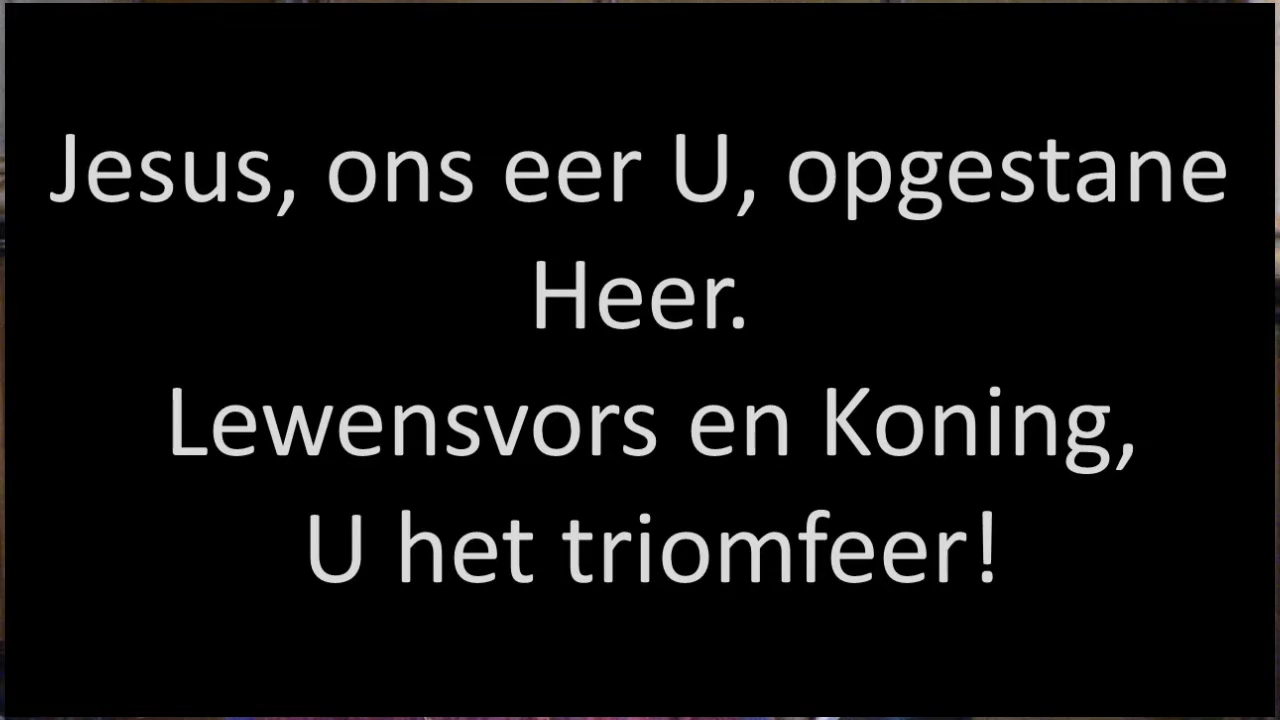 Jesus, ons eer U, opgestane
Heer.
Lewensvors en Koning,
U het triomfeer!